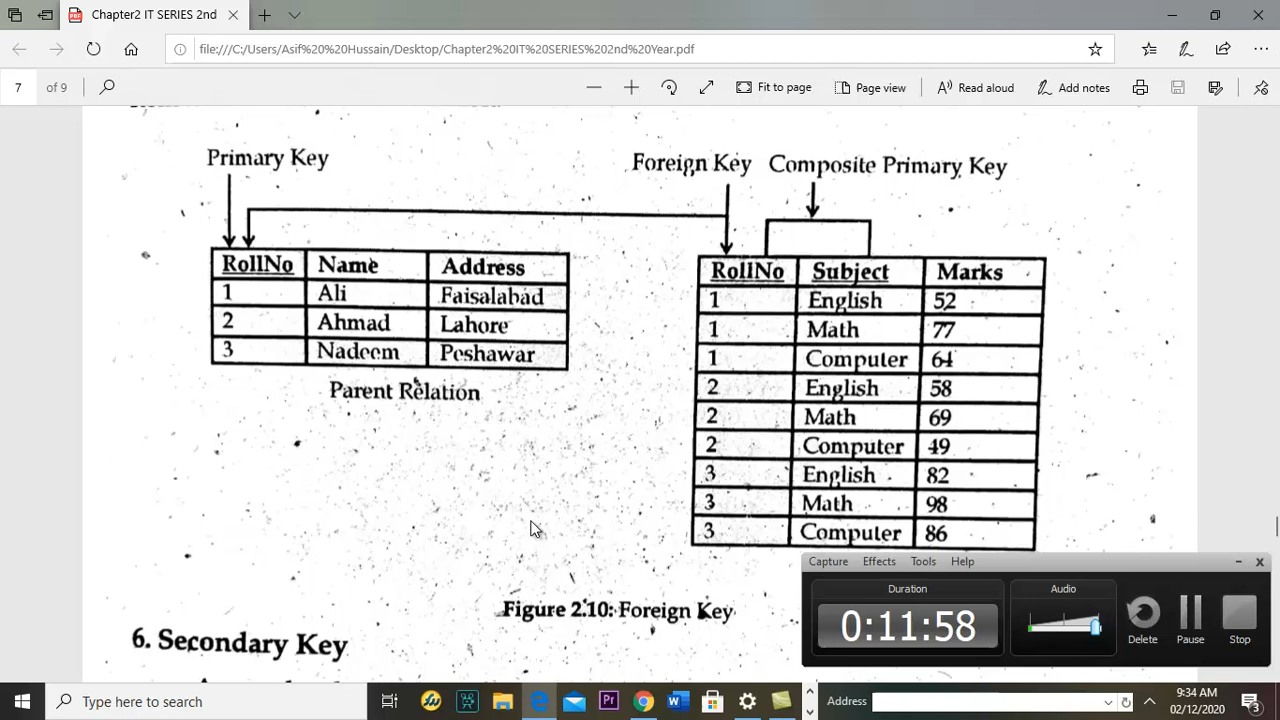 Chapter2 IT SERIES 2nd
file:///C:/Users/Asif%20%20Hussain/Desktop/Chapter2%20IT%20SERIES%202nd%20Year.pdf
7 of 9
Fit to page
Page view
Read aloud
Add notes
Primary Key
Foreign Key Composite Primary Key
RollNo Name Address
1 Ali Faisalabad
2 Ahmad Lahore
3 Nadeem Peshawar
Parent Relation
RollNo Subject Marks
1 English 52
1 Math 77
1 Computer 64
2 English 58
2 Math 69
2 Computer 49
3 English 82
3 Math 98
3 Computer 86
Figure 2.10: Foreign Key
6. Secondary Key
Capture Effects Tools Help
Duration
0:11:58
Audio
Delete Pause Stop
Type here to search
Pr
Address
9:34 AM
02/12/2020
3